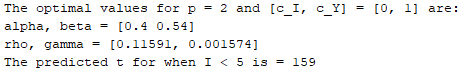 The optimal values for p = 2 and [c_I, c_Y] = [0, 1] are:
alpha, beta = [0.4 0.54]
rho, gamma = [0.11591, 0.001574]
The predicted t for when I < 5 is = 159